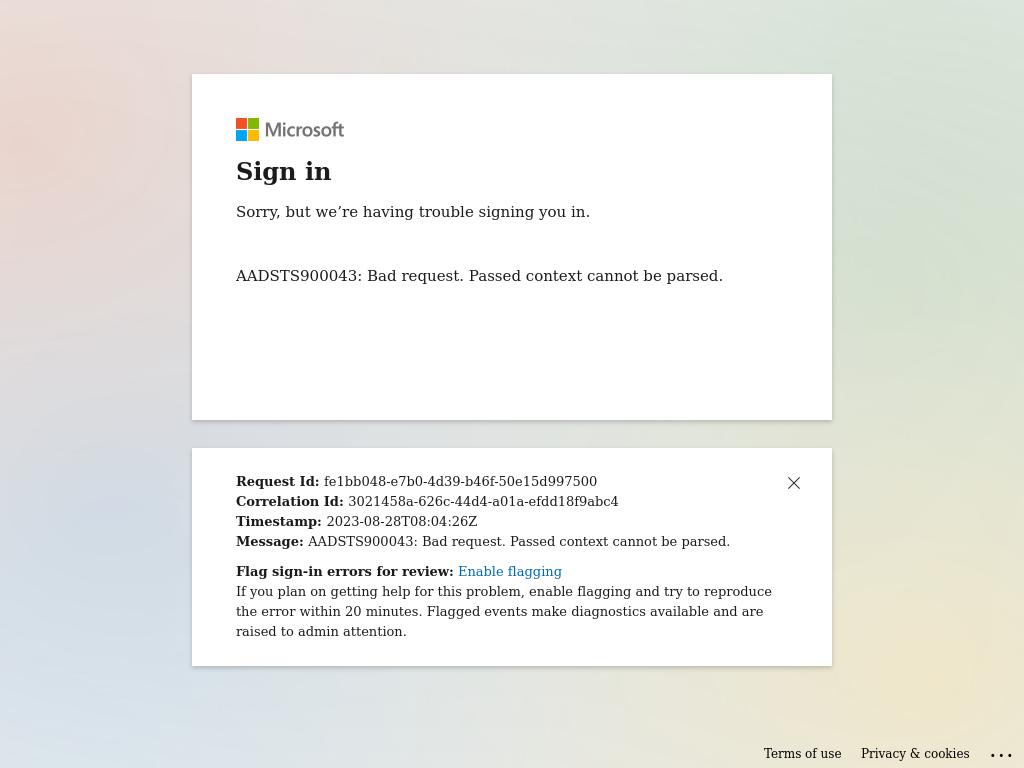 Microsoft
Sign in
Sorry, but we’re having trouble signing you in.
AADSTS900043: Bad request. Passed context cannot be parsed.
Request Id: fe1bb048-e7b0-4d39-b46f-50e15d997500
Correlation Id: 3021458a-626c-44d4-a01a-efdd18f9abc4
Timestamp: 2023-08-28T08:04:26Z
Message: AADSTS900043: Bad request. Passed context cannot be parsed.
Flag sign-in errors for review: Enable flagging
If you plan on getting help for this problem, enable flagging and try to reproduce
the error within 20 minutes. Flagged events make diagnostics available and are
raised to admin attention.
Terms of use Privacy & cookies ...